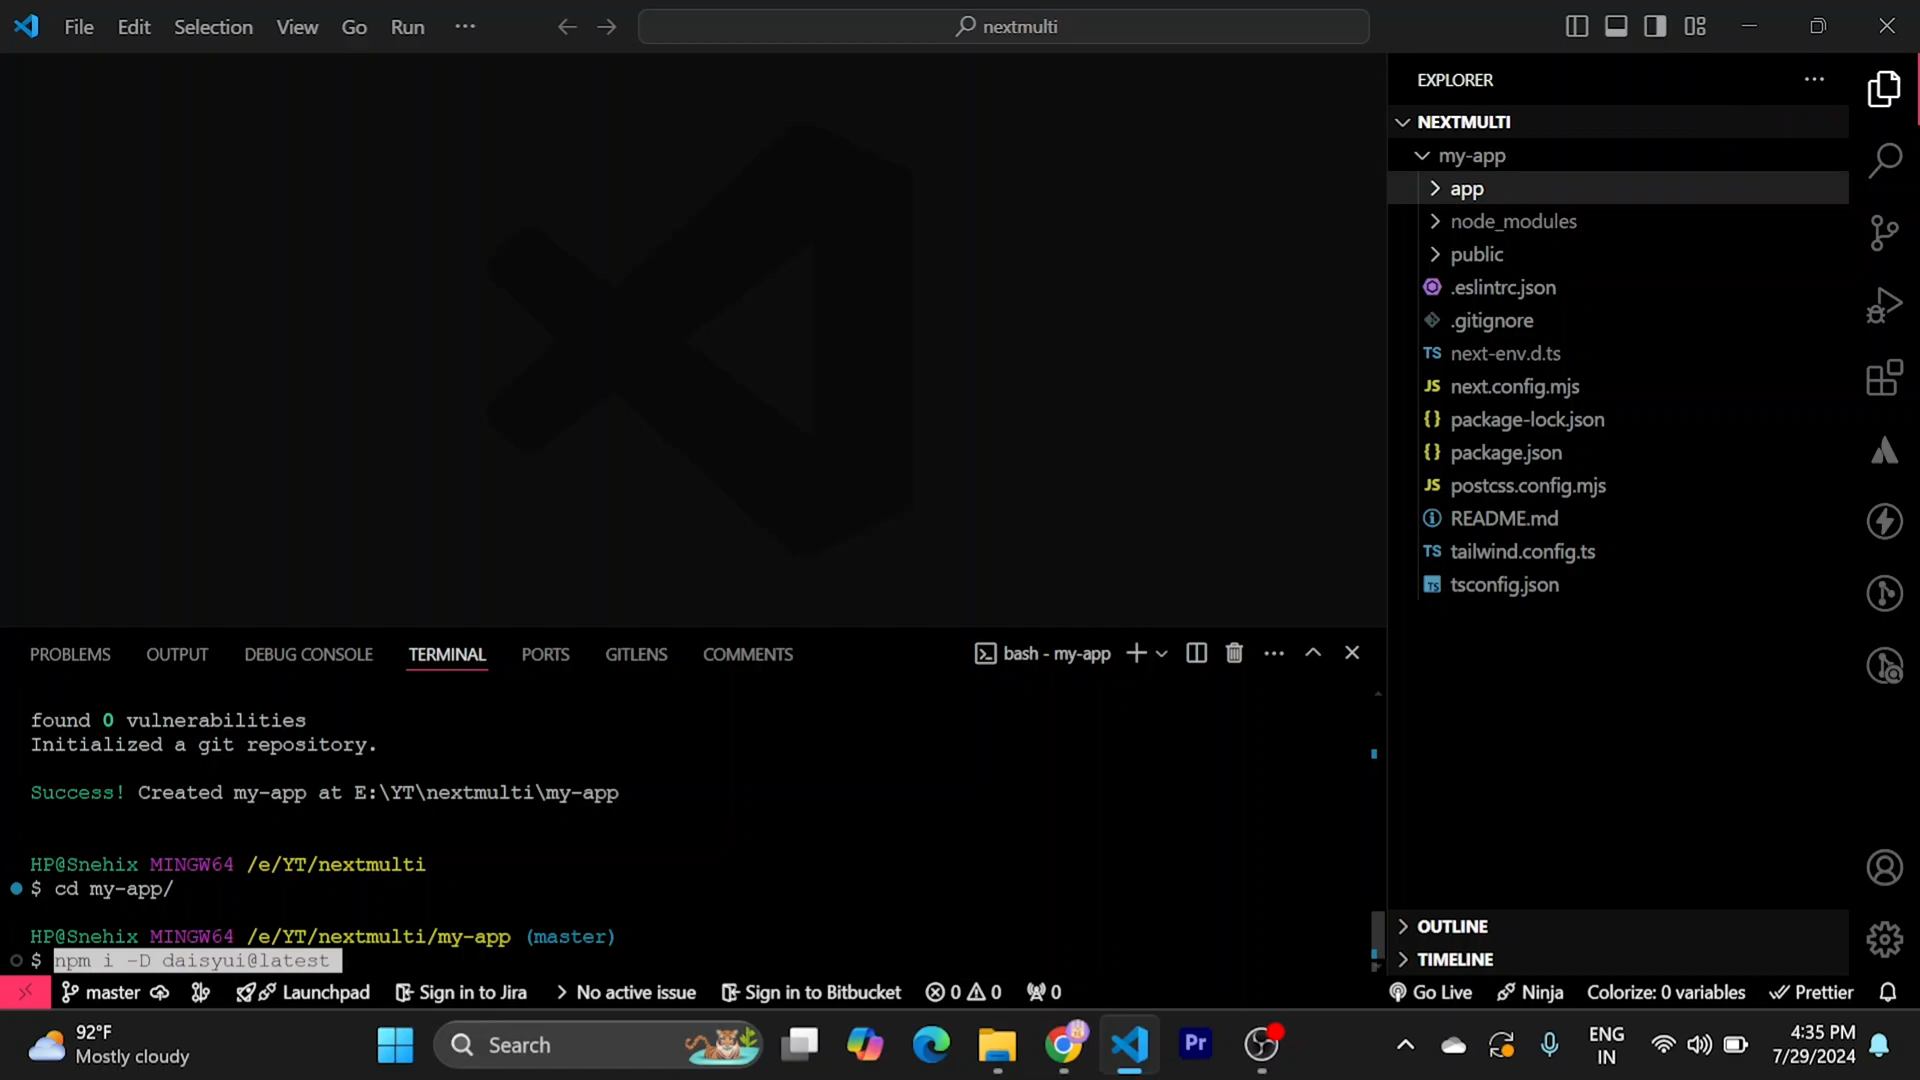 File Edit Selection View Go Run ···
nextmulti
EXPLORER
NEXTMULTI
my-app
app
node_modules
public
.eslintrc.json
.gitignore
TS next-env.d.ts
JS next.config.mjs
{} package-lock.json
{} package.json
JS postcss.config.mjs
README.md
TS tailwind.config.ts
TS tsconfig.json
PROBLEMS OUTPUT DEBUG CONSOLE TERMINAL PORTS GITLENS COMMENTS
bash - my-app
found 0 vulnerabilities
Initialized a git repository.
Success! Created my-app at E:\YT\nextmulti\my-app
HP@Snehix MINGW64 /e/YT/nextmulti
$ cd my-app/
HP@Snehix MINGW64 /e/YT/nextmulti/my-app (master)
$ npm i -D daisyui@latest
OUTLINE
TIMELINE
master Launchpad Sign in to Jira No active issue Sign in to Bitbucket 0 0 0 Go Live Ninja Colorize: 0 variables Prettier
92°F
Mostly cloudy
Search
Pr
ENG
IN
4:35 PM
7/29/2024